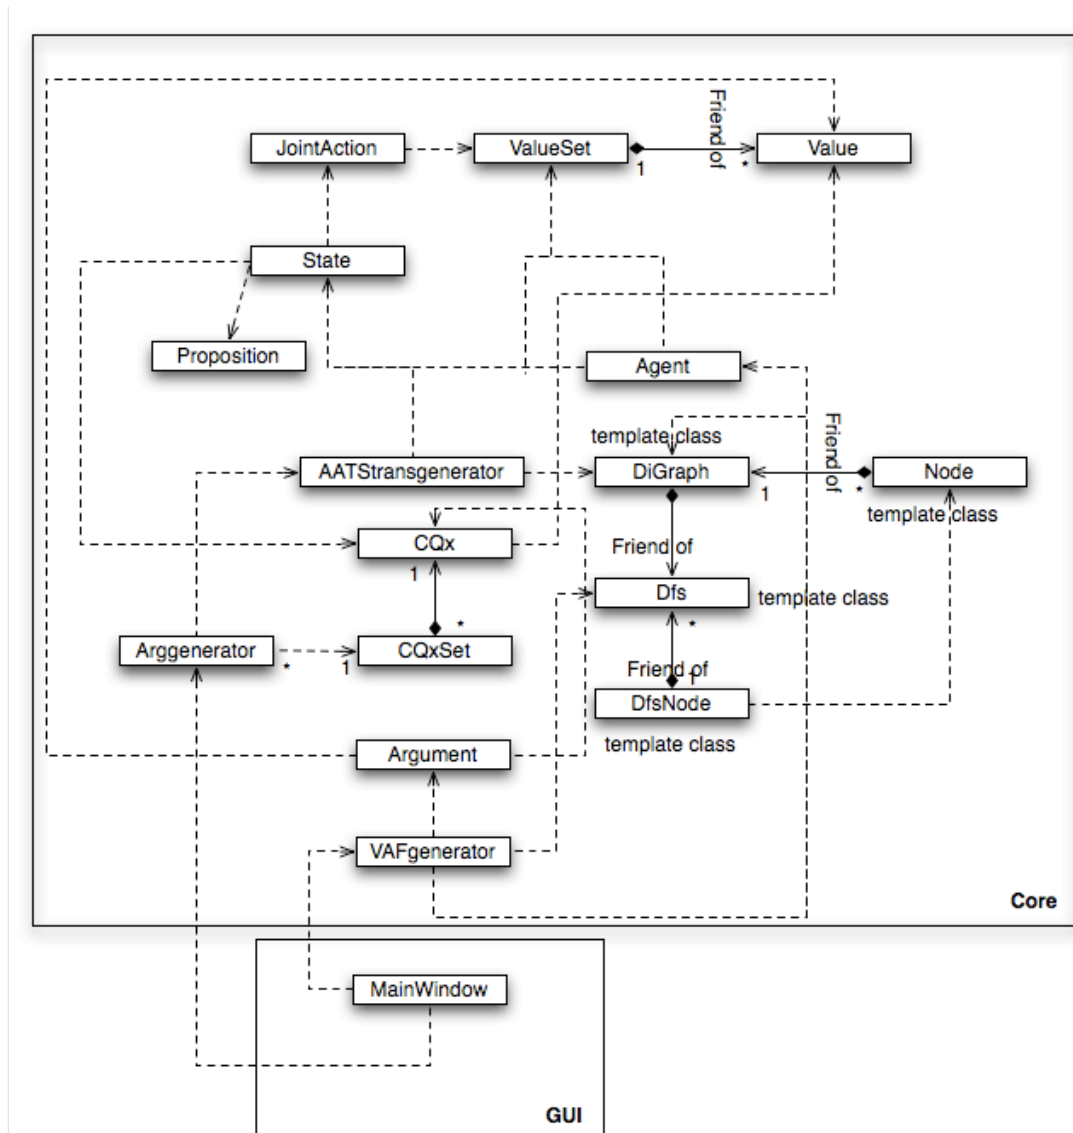 Friend of
JointAction
ValueSet
Value
1
*
State
Proposition
Agent
template class
Friend of
AATStransgenerator
DiGraph
Node
1
*
template class
CQx
Friend of
1
Dfs
template class
*
*
Arggenerator
CQxSet
*
1
Friend of
1
DfsNode
template class
Argument
VAFgenerator
Core
MainWindow
GUI